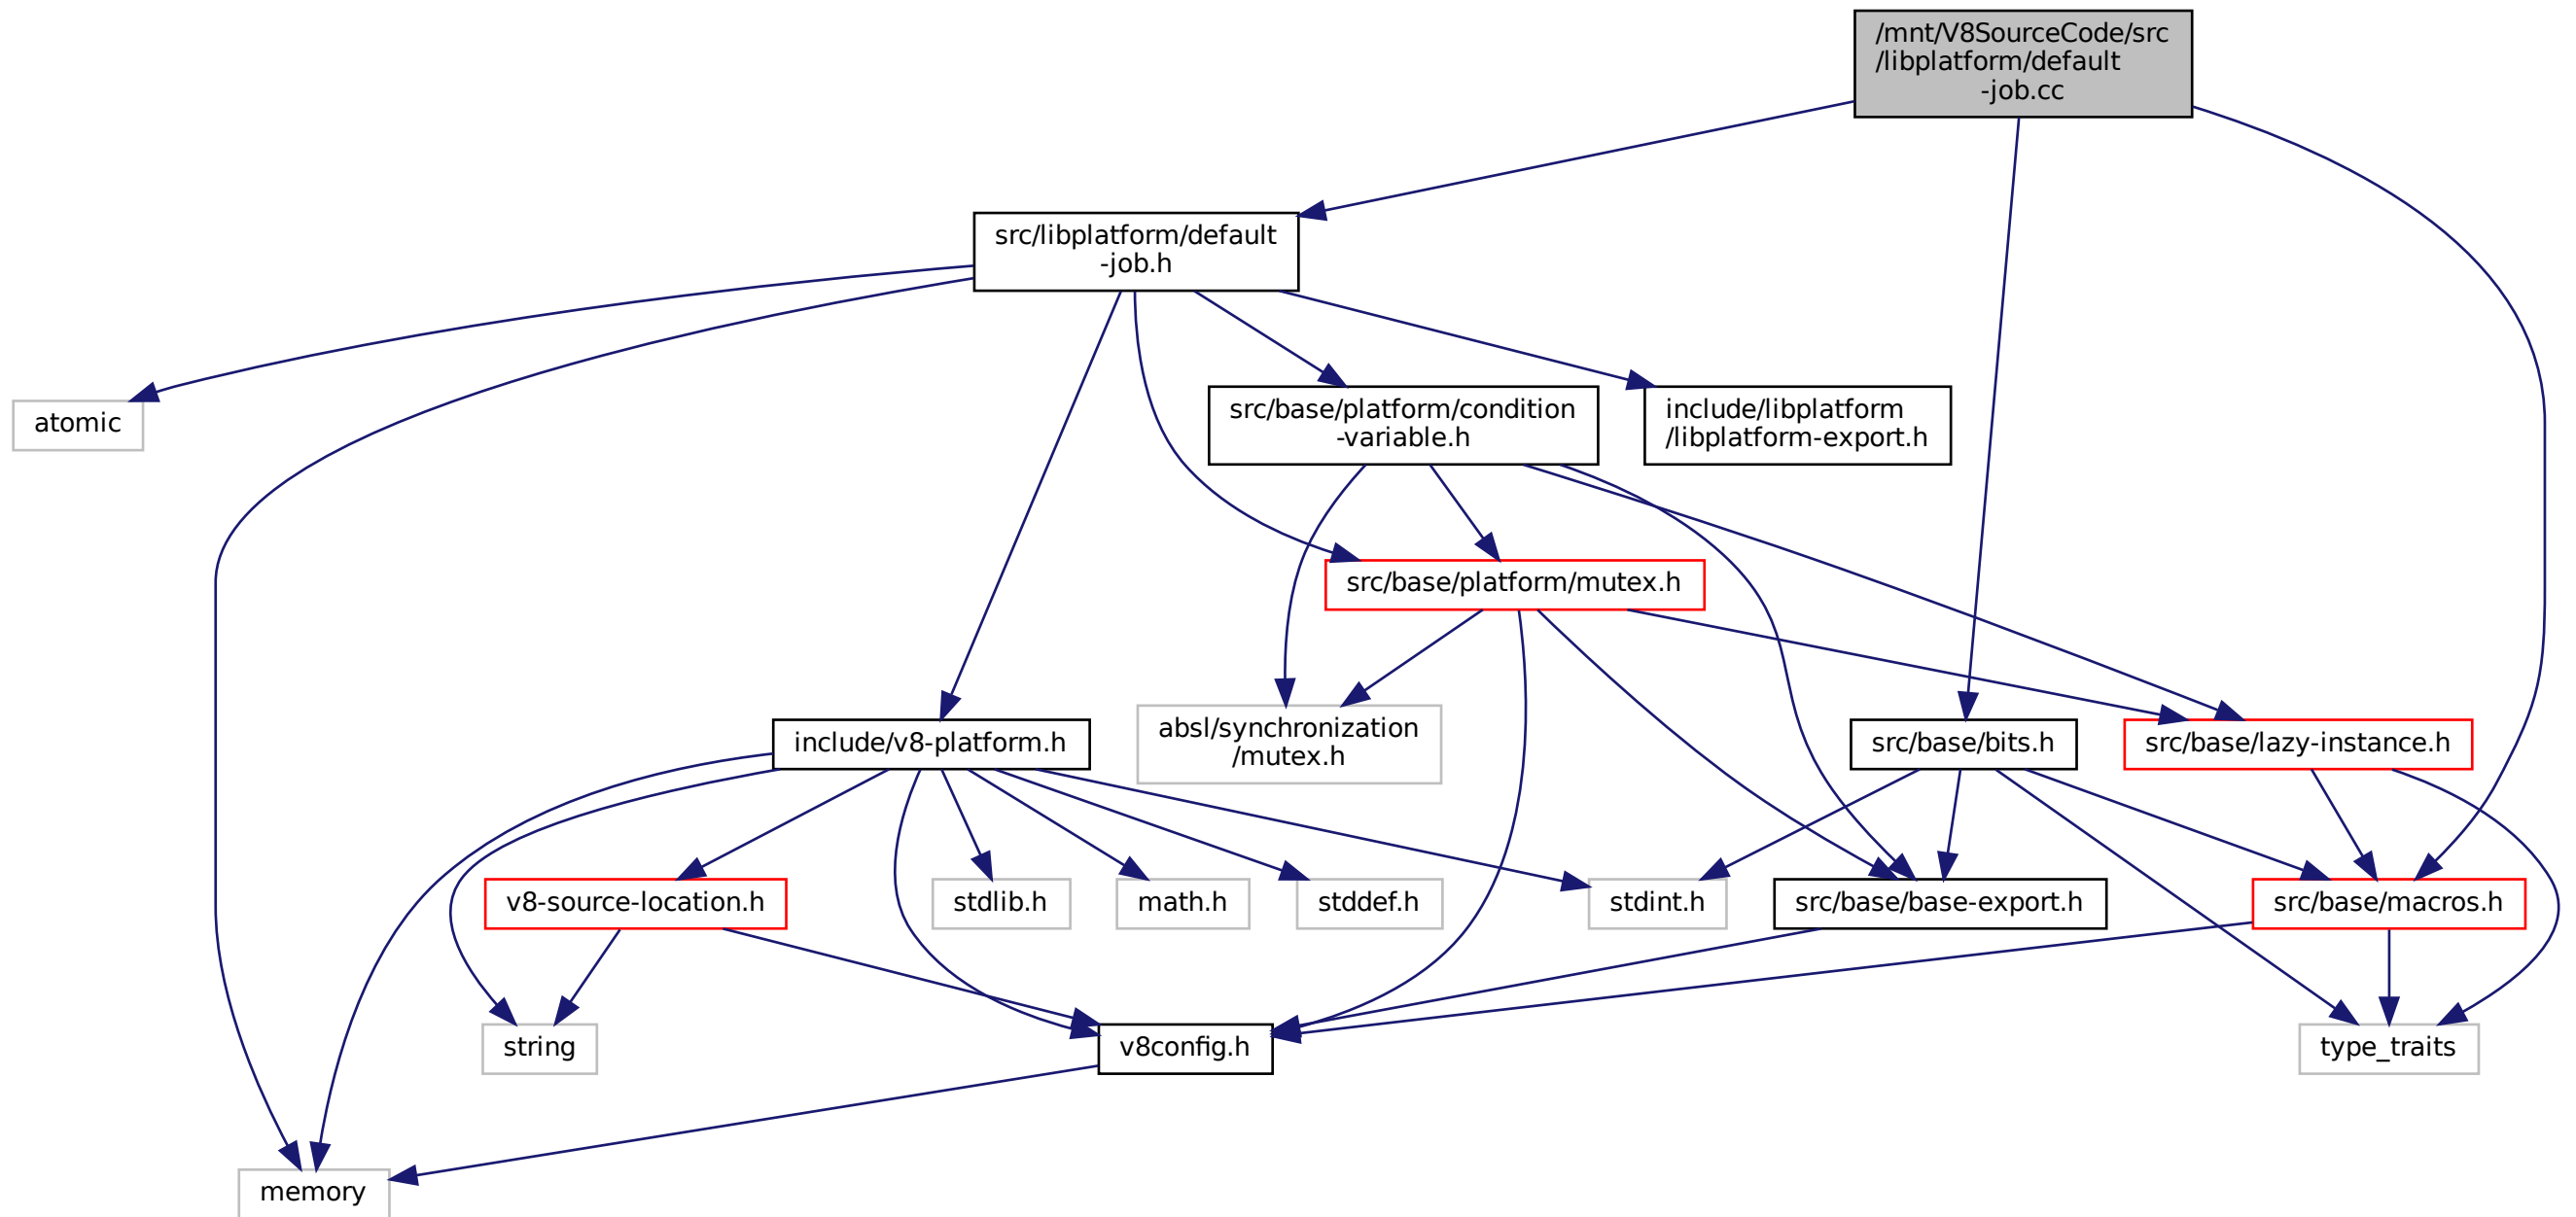 /mnt/V8SourceCode/src
/libplatform/default
-job.cc
src/libplatform/default
-job.h
atomic
src/base/platform/condition
-variable.h
include/libplatform
/libplatform-export.h
src/base/platform/mutex.h
include/v8-platform.h
absl/synchronization
/mutex.h
src/base/bits.h
src/base/lazy-instance.h
v8-source-location.h
stdlib.h
math.h
stddef.h
stdint.h
src/base/base-export.h
src/base/macros.h
string
v8config.h
type_traits
memory